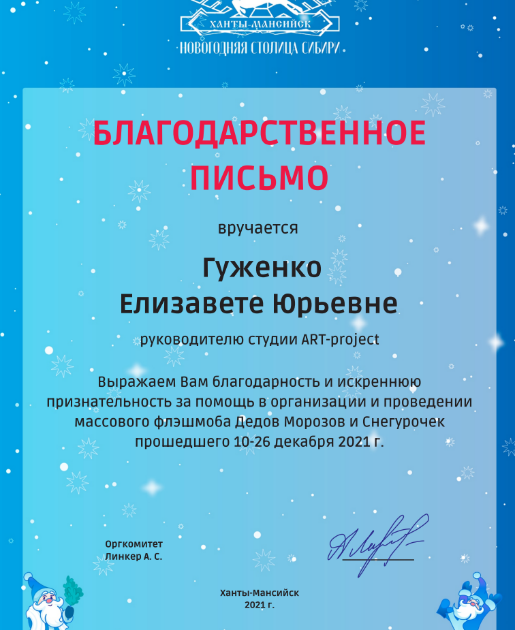 ХАНТЫ-МАНСИЙСК
·НОВОГОДНЯЯ СТОЛИЦА СИБИРИ·
БЛАГОДАРСТВЕННОЕ
ПИСЬМО
вручается
Гуженко
Елизавете Юрьевне
руководителю студии ART-project
Выражаем Вам благодарность и искреннюю
признательность за помощь в организации и проведении
массового флэшмоба Дедов Морозов и Снегурочек
прошедшего 10-26 декабря 2021 г.
Оргкомитет
Линкер А. С.
Ханты-Мансийск
2021 г.